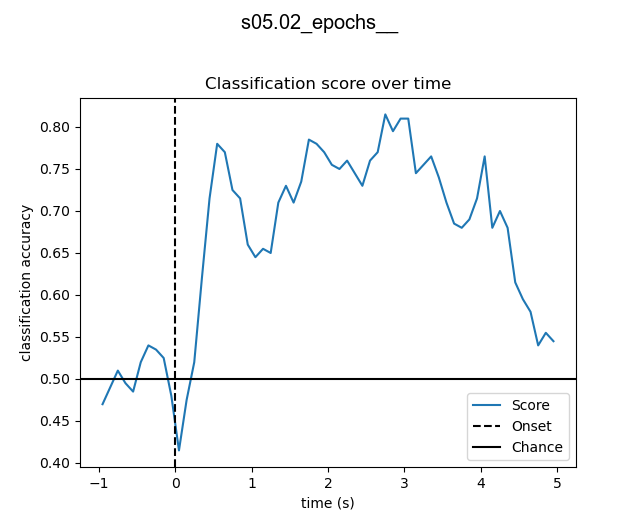 s05.02_epochs__
Classification score over time
classification accuracy
0.80
0.75
0.70
0.65
0.60
0.55
0.50
0.45
0.40
−1
0
1
2
3
4
5
time (s)
Score
Onset
Chance